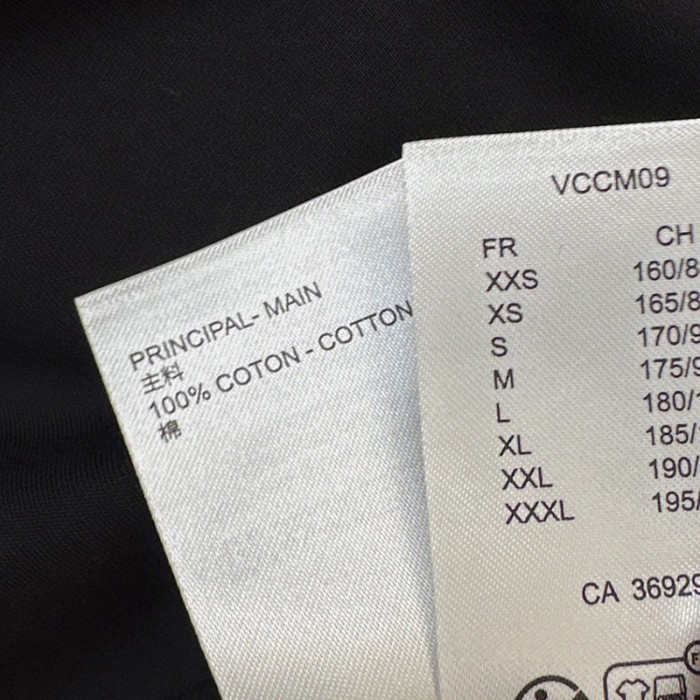 PRINCIPAL- MAIN
主料
100% COTON - COTTON
棉
VCCM09
FR CH
XXS 160/8
XS 165/8
S 170/9
M 175/9
L 180/
XL 185/
XXL 190/
XXXL 195/
CA 36929